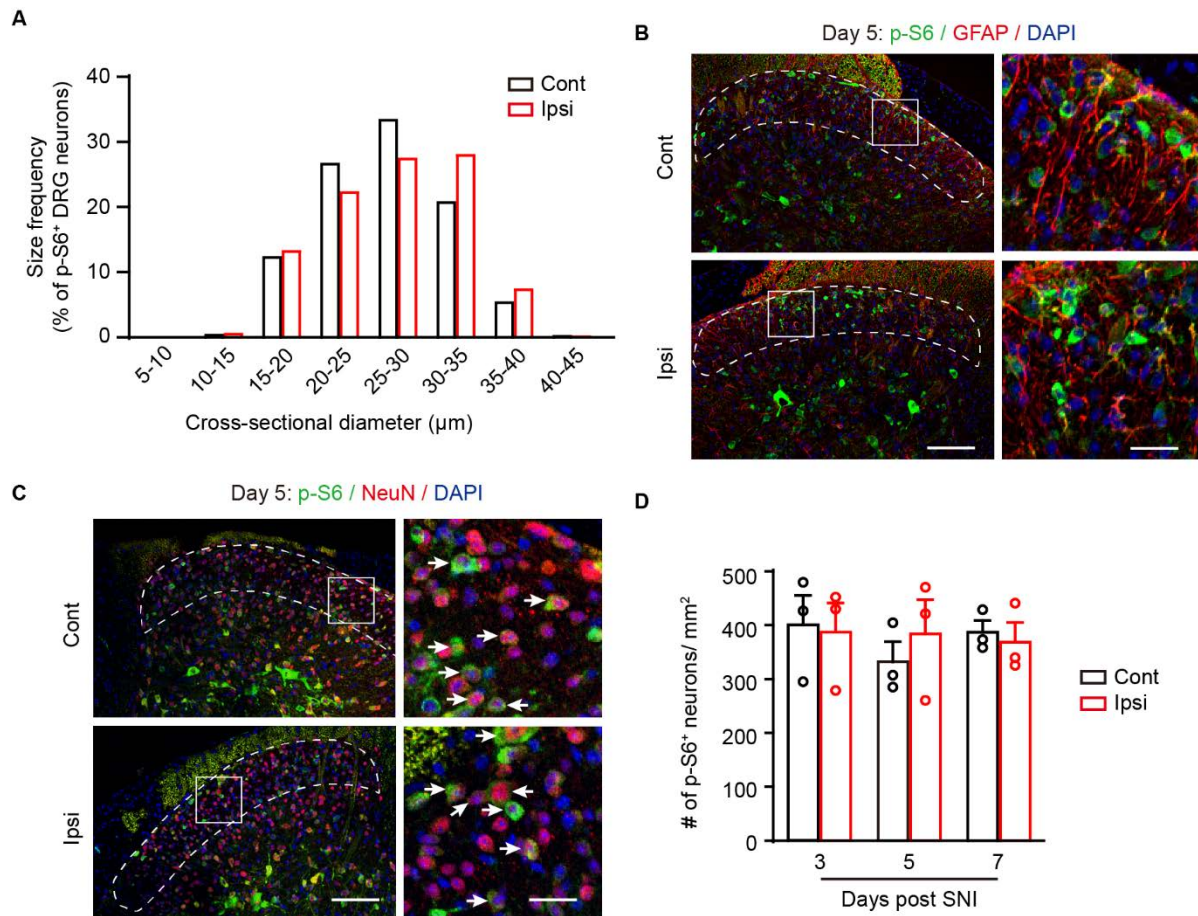 A
Size frequency
(% of p-S6⁺ DRG neurons)
40
30
20
10
0
Cont
Ipsi
5-10
10-15
15-20
20-25
25-30
30-35
35-40
40-45
Cross-sectional diameter (µm)
B
Day 5: p-S6 / GFAP / DAPI
Cont
Ipsi
C
Day 5: p-S6 / NeuN / DAPI
Cont
Ipsi
D
# of p-S6⁺ neurons/ mm²
500
400
300
200
100
0
3
5
7
Days post SNI
Cont
Ipsi